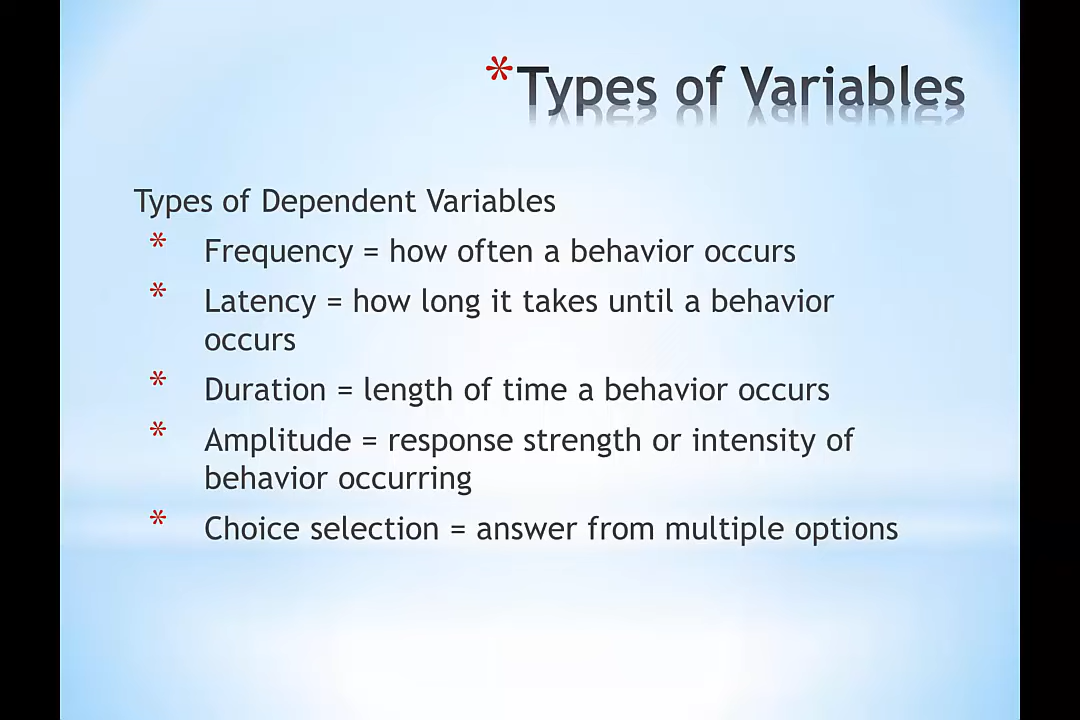 *Types of Variables
Types of Dependent Variables
* Frequency = how often a behavior occurs
* Latency = how long it takes until a behavior
occurs
* Duration = length of time a behavior occurs
* Amplitude = response strength or intensity of
behavior occurring
* Choice selection = answer from multiple options